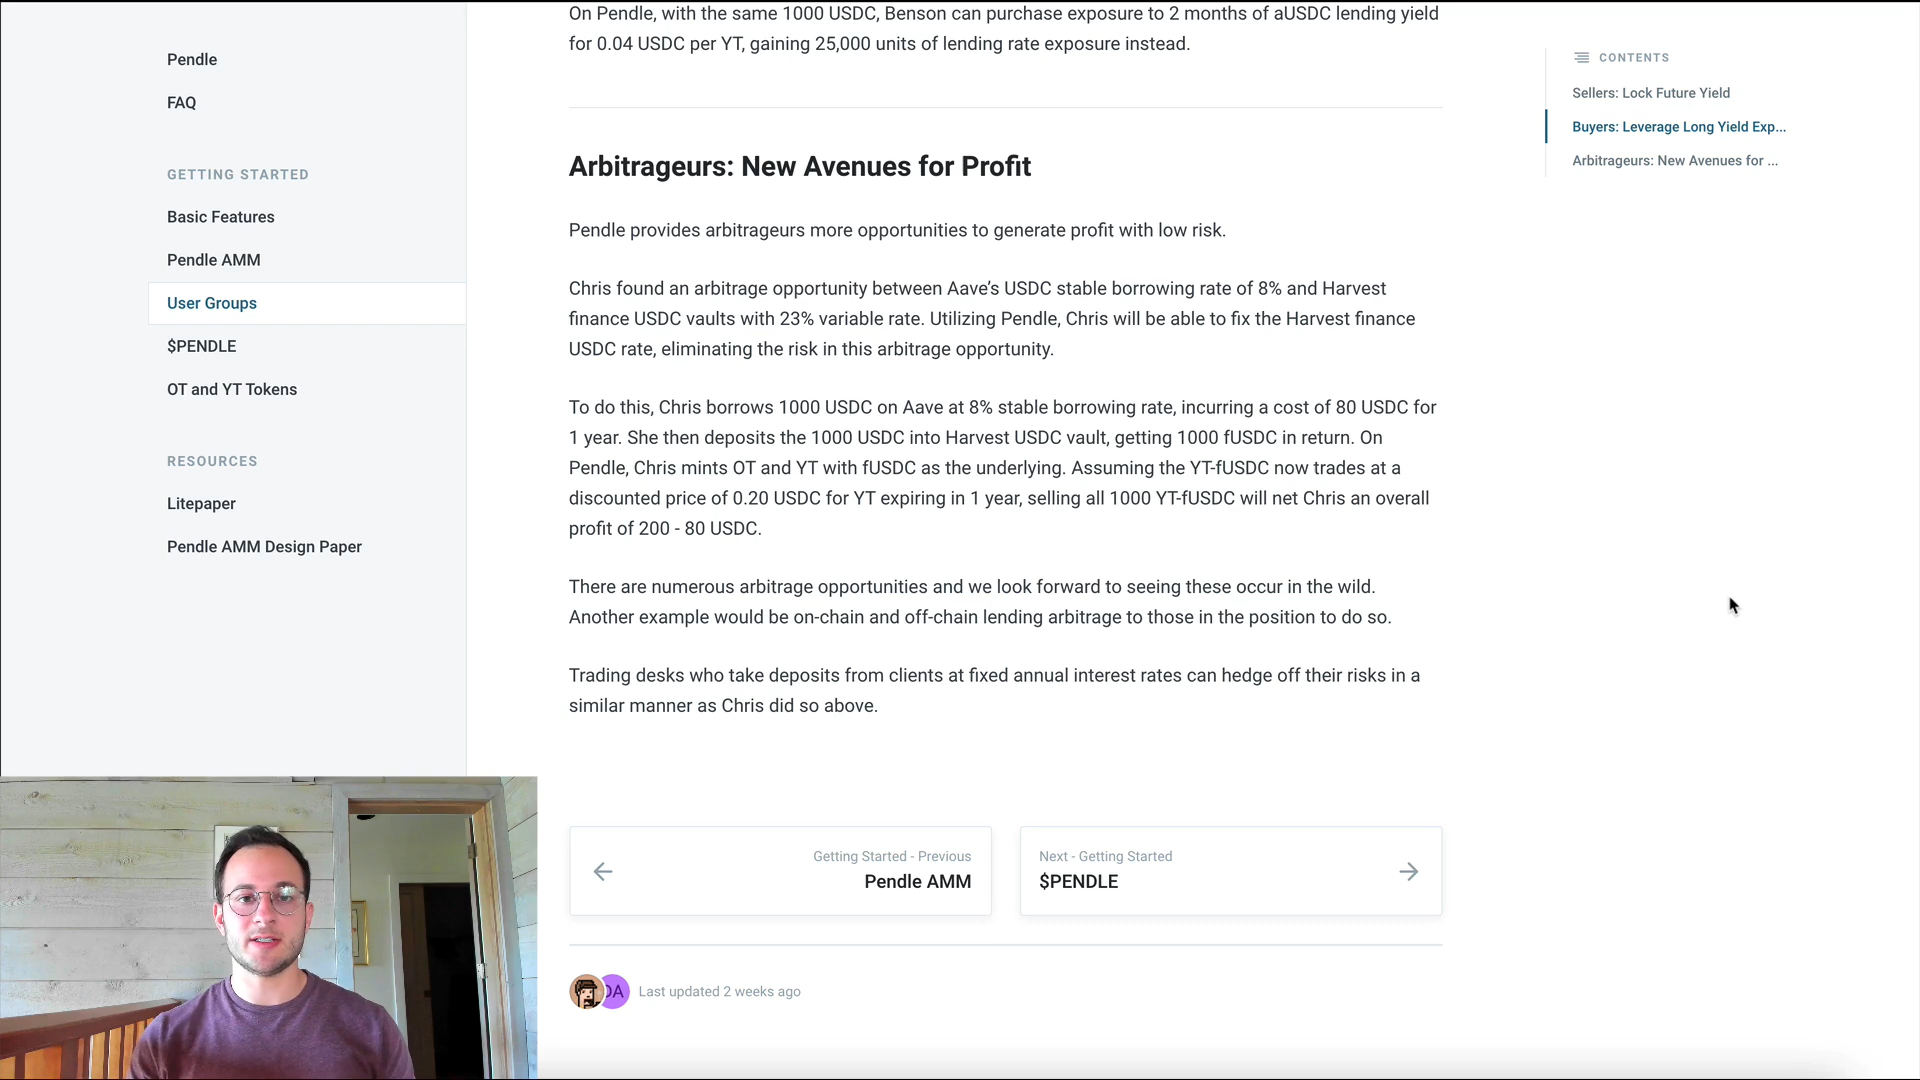 Pendle
FAQ
GETTING STARTED
Basic Features
Pendle AMM
User Groups
$PENDLE
OT and YT Tokens
RESOURCES
Litepaper
Pendle AMM Design Paper
On Pendle, with the same 1000 USDC, Benson can purchase exposure to 2 months of aUSDC lending yield
for 0.04 USDC per YT, gaining 25,000 units of lending rate exposure instead.
Arbitrageurs: New Avenues for Profit
Pendle provides arbitrageurs more opportunities to generate profit with low risk.
Chris found an arbitrage opportunity between Aave’s USDC stable borrowing rate of 8% and Harvest
finance USDC vaults with 23% variable rate. Utilizing Pendle, Chris will be able to fix the Harvest finance
USDC rate, eliminating the risk in this arbitrage opportunity.
To do this, Chris borrows 1000 USDC on Aave at 8% stable borrowing rate, incurring a cost of 80 USDC for
1 year. She then deposits the 1000 USDC into Harvest USDC vault, getting 1000 fUSDC in return. On
Pendle, Chris mints OT and YT with fUSDC as the underlying. Assuming the YT-fUSDC now trades at a
discounted price of 0.20 USDC for YT expiring in 1 year, selling all 1000 YT-fUSDC will net Chris an overall
profit of 200 - 80 USDC.
There are numerous arbitrage opportunities and we look forward to seeing these occur in the wild.
Another example would be on-chain and off-chain lending arbitrage to those in the position to do so.
Trading desks who take deposits from clients at fixed annual interest rates can hedge off their risks in a
similar manner as Chris did so above.
Getting Started - Previous
Pendle AMM
Next - Getting Started
$PENDLE
DA
Last updated 2 weeks ago
CONTENTS
Sellers: Lock Future Yield
Buyers: Leverage Long Yield Exp...
Arbitrageurs: New Avenues for ...